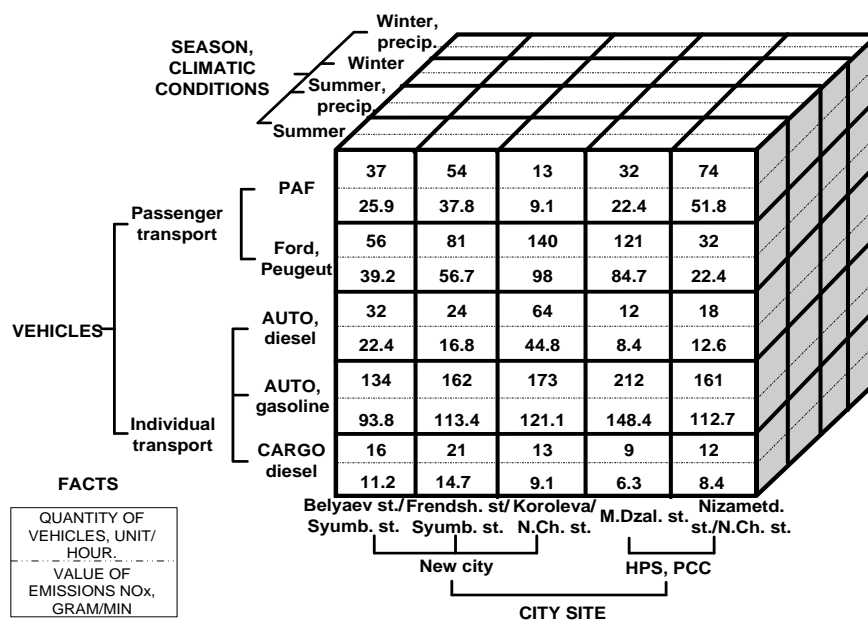 Winter,
precip.
SEASON,
CLIMATIC
CONDITIONS
Winter
Summer,
precip.
Summer
37 54 13 32 74
PAF
25.9 37.8 9.1 22.4 51.8
Passenger
transport
Ford,
Peugeut
56 81 140 121 32
39.2 56.7 98 84.7 22.4
VEHICLES
AUTO,
diesel
32 24 64 12 18
22.4 16.8 44.8 8.4 12.6
AUTO,
gasoline
134 162 173 212 161
93.8 113.4 121.1 148.4 112.7
Individual
transport
CARGO
diesel
16 21 13 9 12
11.2 14.7 9.1 6.3 8.4
FACTS
QUANTITY OF
VEHICLES, UNIT/
HOUR.
VALUE OF
EMISSIONS NOx,
GRAM/MIN
Belyaev st./
Syumb. st.
Frendsh. st/
Syumb. st.
Koroleva/
N.Ch. st.
M.Dzal. st.
Nizametd.
st./N.Ch. st.
New city
HPS, PCC
CITY SITE